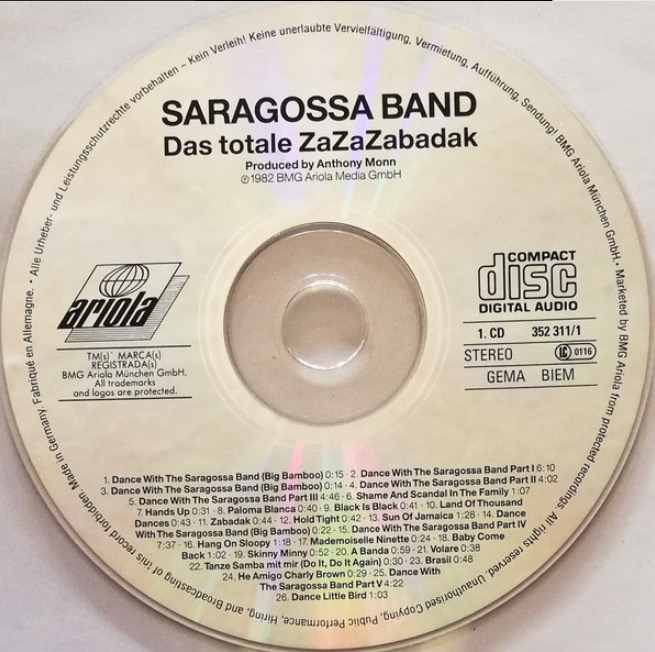 Alle Urheber- und Leistungsschutzrechte vorbehalten – Kein Verleih! Keine unerlaubte Vervielfältigung, Vermietung, Aufführung, Sendung! BMG Ariola München GmbH. • Marketed by BMG Ariola from protected recordings. All rights reserved. Unauthorised Copying, Public Performance, Hiring, and Broadcasting of this record forbidden. Made in Germany. Fabriqué en Allemagne. •
SARAGOSSA BAND
Das totale ZaZaZabadak
Produced by Anthony Monn
℗1982 BMG Ariola Media GmbH
ariola
TM(s)  MARCA(s)
REGISTRADA(s)
BMG Ariola München GmbH.
All trademarks
and logos are protected.
COMPACT
disc
DIGITAL AUDIO
1. CD 352 311/1
STEREO LC 0116
GEMA BIEM
1. Dance With The Saragossa Band (Big Bamboo) 0:15 · 2. Dance With The Saragossa Band Part I 6:10
3. Dance With The Saragossa Band (Big Bamboo) 0:14 · 4. Dance With The Saragossa Band Part II 4:02
5. Dance With The Saragossa Band Part III 4:46 · 6. Shame And Scandal In The Family 1:07
7. Hands Up 0:31 · 8. Paloma Blanca 0:40 · 9. Black Is Black 0:41 · 10. Land Of Thousand
Dances 0:43 · 11. Zabadak 0:44 · 12. Hold Tight 0:42 · 13. Sun Of Jamaica 1:28 · 14. Dance
With The Saragossa Band (Big Bamboo) 0:22 · 15. Dance With The Saragossa Band Part IV
7:37 · 16. Hang On Sloopy 1:18 · 17. Mademoiselle Ninette 0:24 · 18. Baby Come
Back 1:02 · 19. Skinny Minny 0:52 · 20. A Banda 0:59 · 21. Volare 0:38
22. Tanze Samba mit mir (Do It, Do It Again) 0:30 · 23. Brasil 0:48
24. He Amigo Charly Brown 0:29 · 25. Dance With
The Saragossa Band Part V 4:22
26. Dance Little Bird 1:03